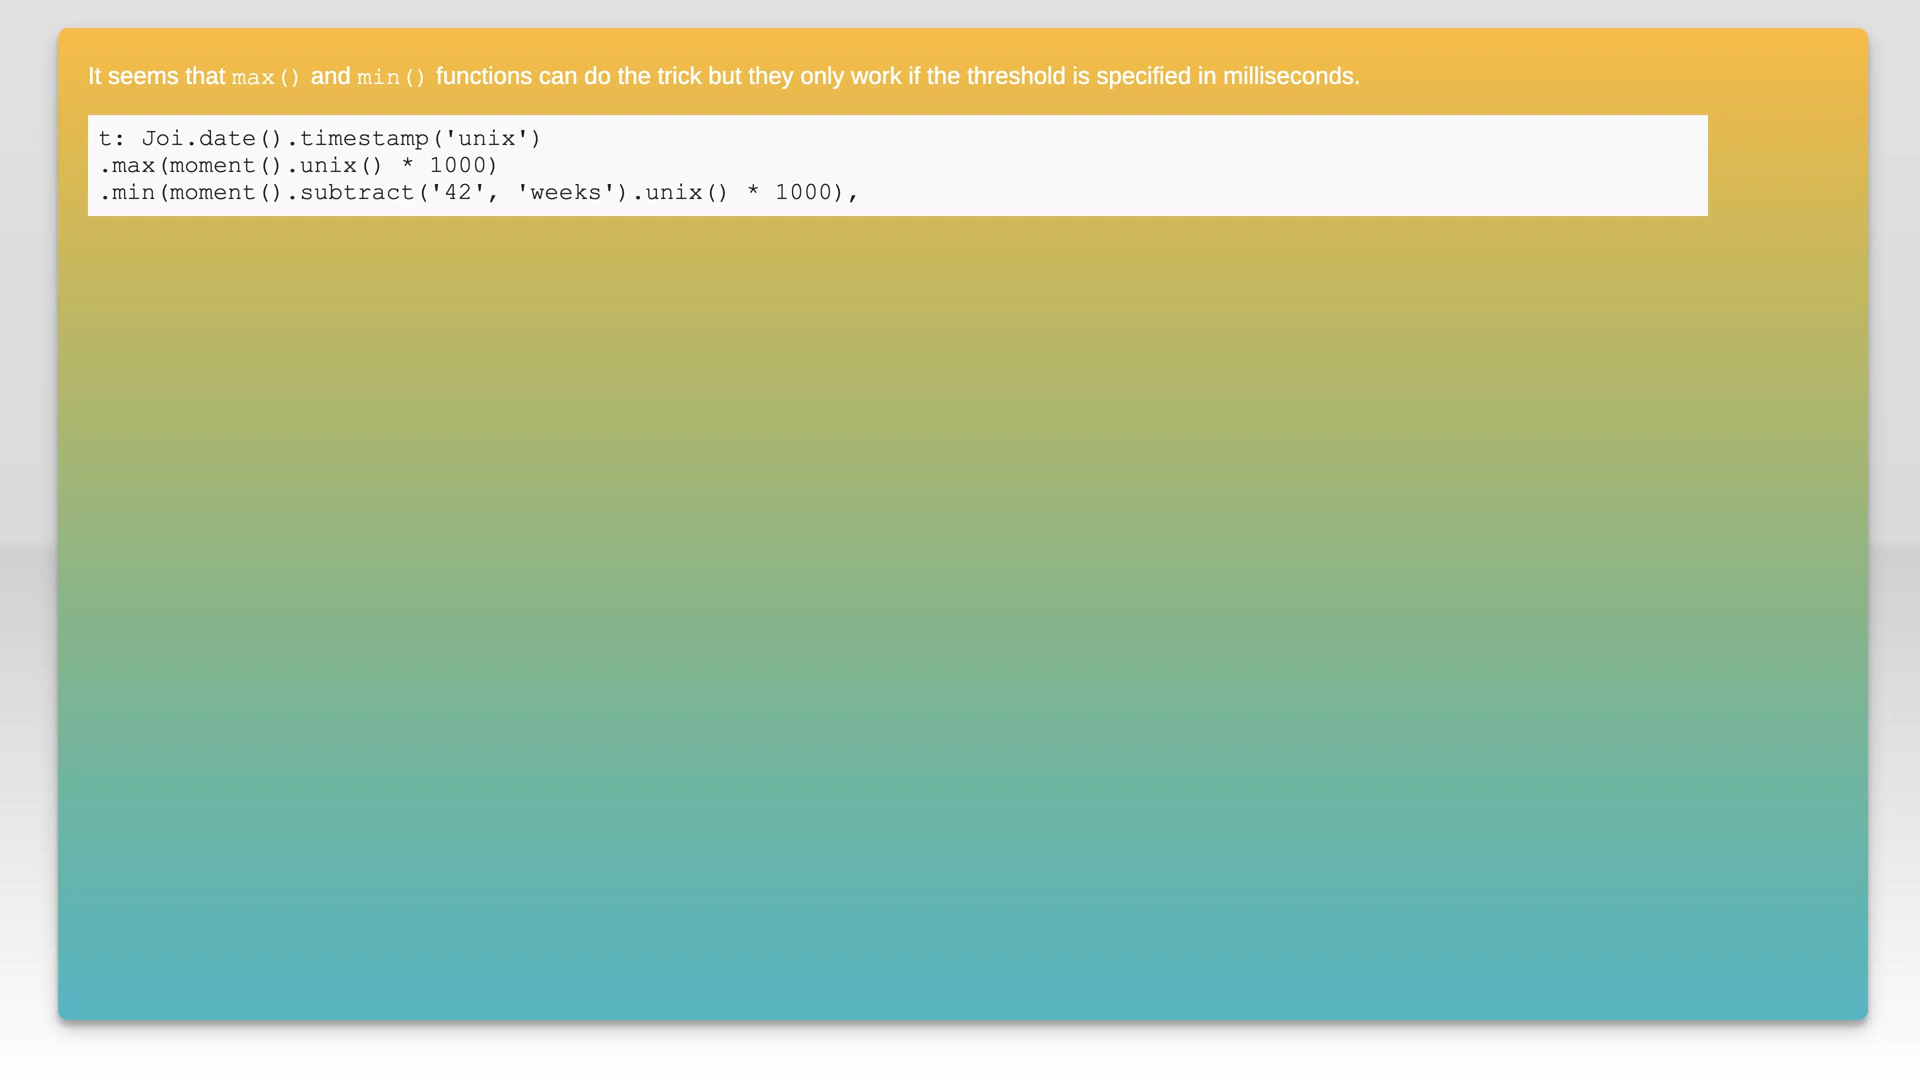 It seems that max() and min() functions can do the trick but they only work if the threshold is specified in milliseconds.
t: Joi.date().timestamp('unix')
.max(moment().unix() * 1000)
.min(moment().subtract('42', 'weeks').unix() * 1000),